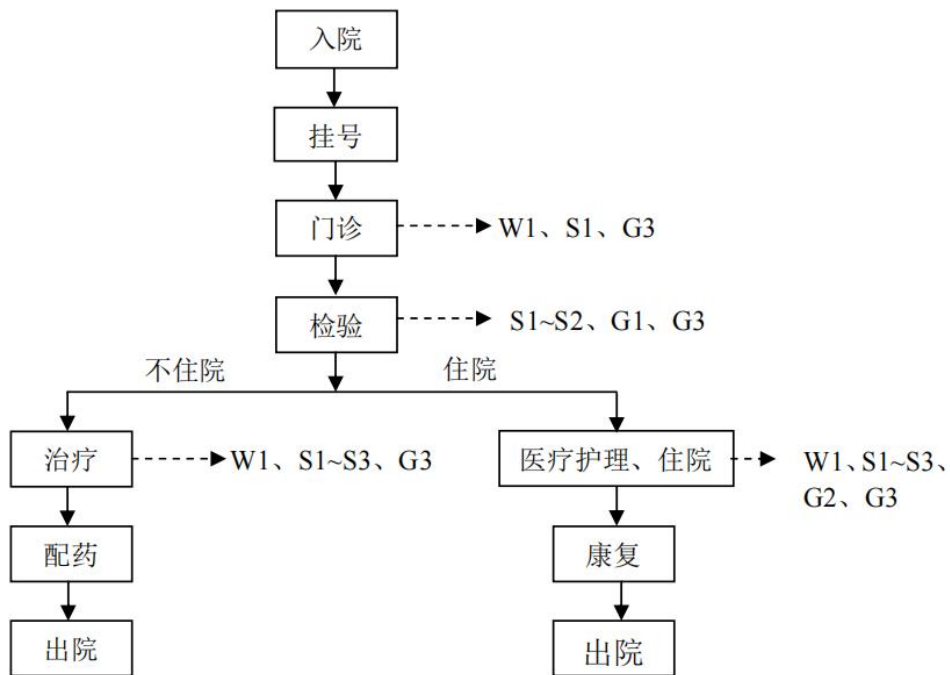 入院
挂号
门诊
W1、S1、G3
检验
S1~S2、G1、G3
不住院
住院
治疗
W1、S1~S3、G3
医疗护理、住院
W1、S1~S3、
G2、G3
配药
康复
出院
出院